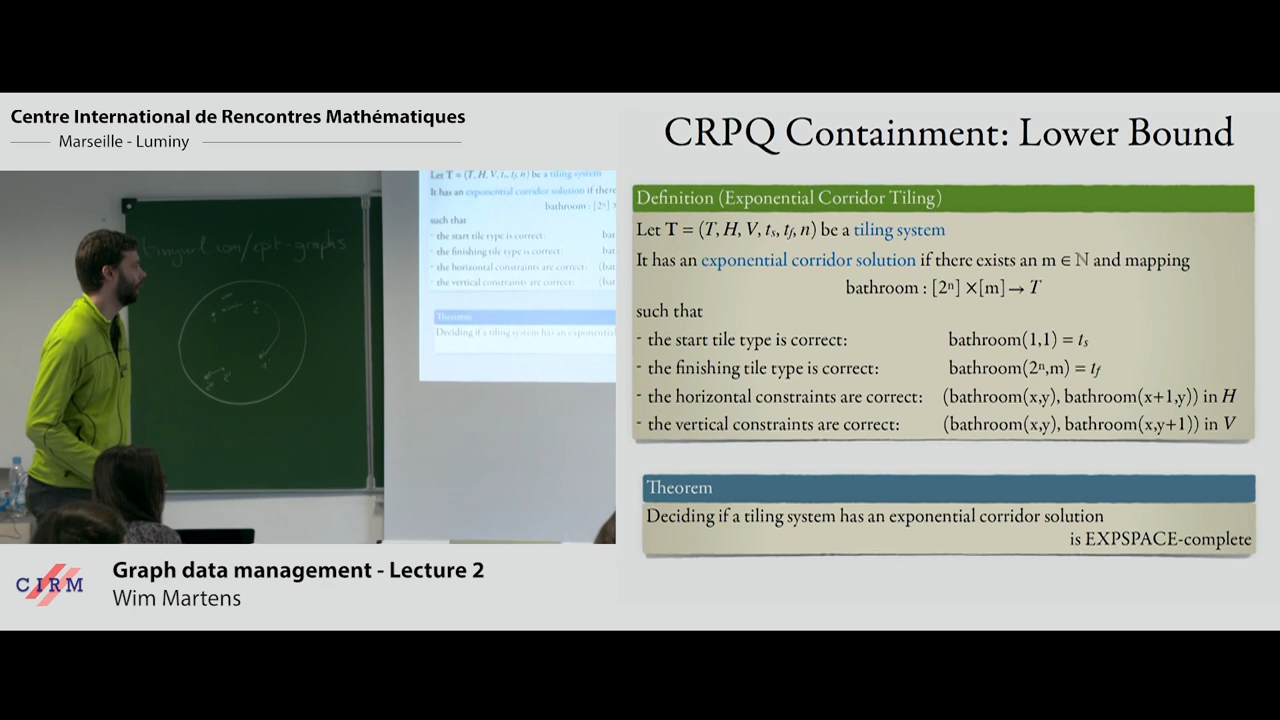 Centre International de Rencontres Mathématiques
Marseille - Luminy
tinyurl.com/ept-graphs
Let T = (T, H, V, tₛ, t_f, n) be a tiling system
It has an exponential corridor solution if there
bathroom : [2ⁿ] ×
such that
- the start tile type is correct: bat
- the finishing tile type is correct: bat
- the horizontal constraints are correct: (bat
- the vertical constraints are correct: (bat
Theorem
Deciding if a tiling system has an exponential
CIRM
Graph data management - Lecture 2
Wim Martens
CRPQ Containment: Lower Bound
Definition (Exponential Corridor Tiling)
Let T = (T, H, V, tₛ, t_f, n) be a tiling system
It has an exponential corridor solution if there exists an m ∈ ℕ and mapping
bathroom : [2ⁿ] ×[m] → T
such that
- the start tile type is correct: bathroom(1,1) = tₛ
- the finishing tile type is correct: bathroom(2ⁿ,m) = t_f
- the horizontal constraints are correct: (bathroom(x,y), bathroom(x+1,y)) in H
- the vertical constraints are correct: (bathroom(x,y), bathroom(x,y+1)) in V
Theorem
Deciding if a tiling system has an exponential corridor solution
is EXPSPACE-complete